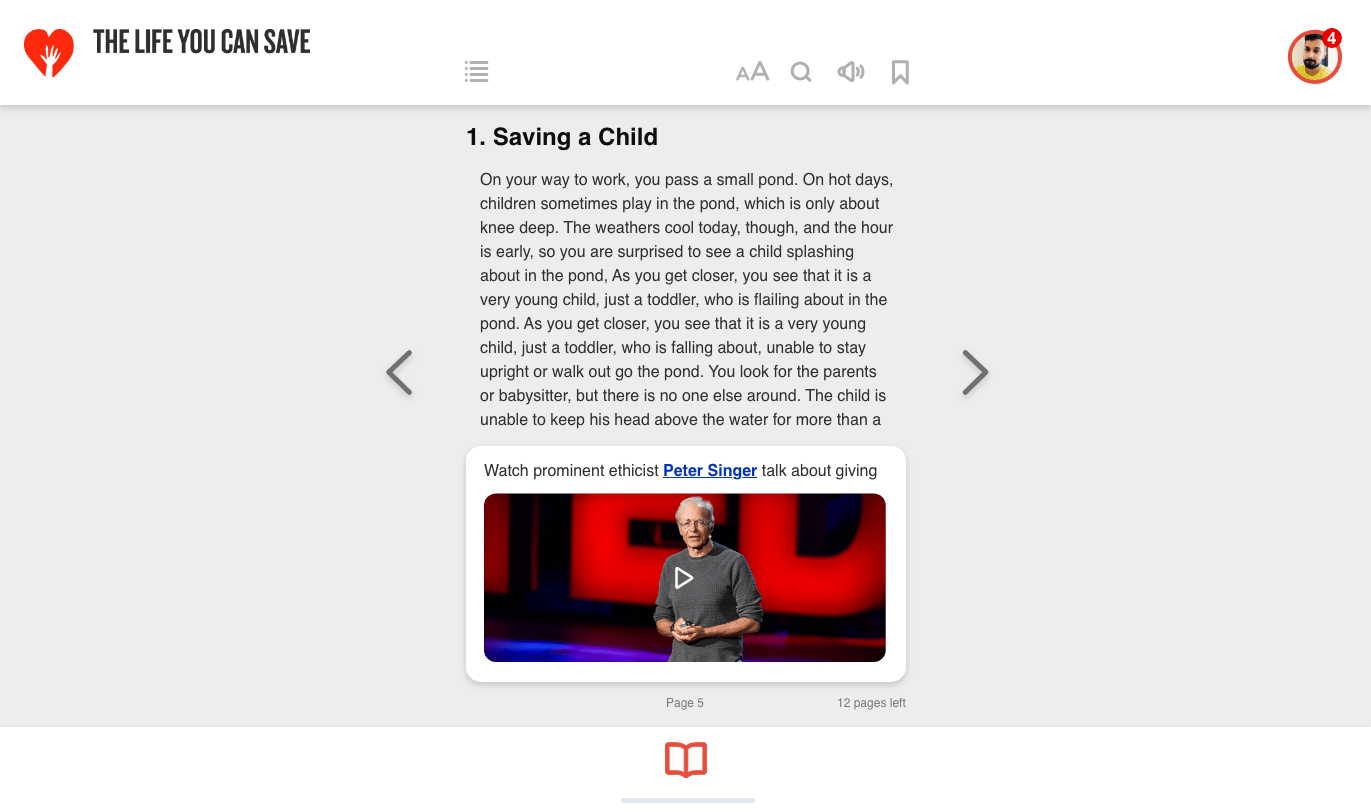 THE LIFE YOU CAN SAVE
AA
4
1. Saving a Child
On your way to work, you pass a small pond. On hot days,
children sometimes play in the pond, which is only about
knee deep. The weathers cool today, though, and the hour
is early, so you are surprised to see a child splashing
about in the pond, As you get closer, you see that it is a
very young child, just a toddler, who is flailing about in the
pond. As you get closer, you see that it is a very young
child, just a toddler, who is falling about, unable to stay
upright or walk out go the pond. You look for the parents
or babysitter, but there is no one else around. The child is
unable to keep his head above the water for more than a
Watch prominent ethicist Peter Singer talk about giving
TED
Page 5
12 pages left